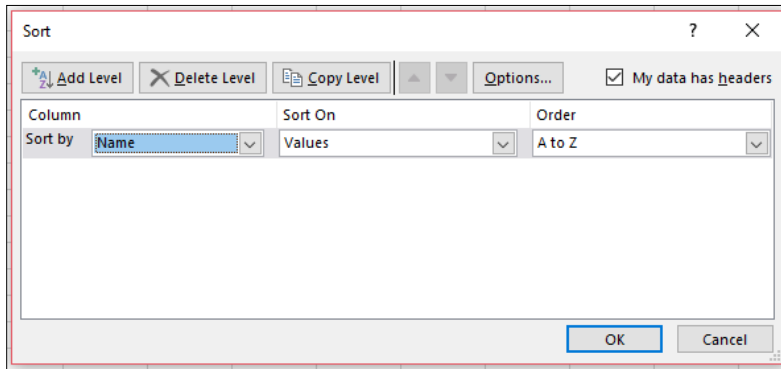 Sort ?
Add Level Delete Level Copy Level Options... My data has headers
Column Sort On Order
Sort by Name Values A to Z
OK Cancel